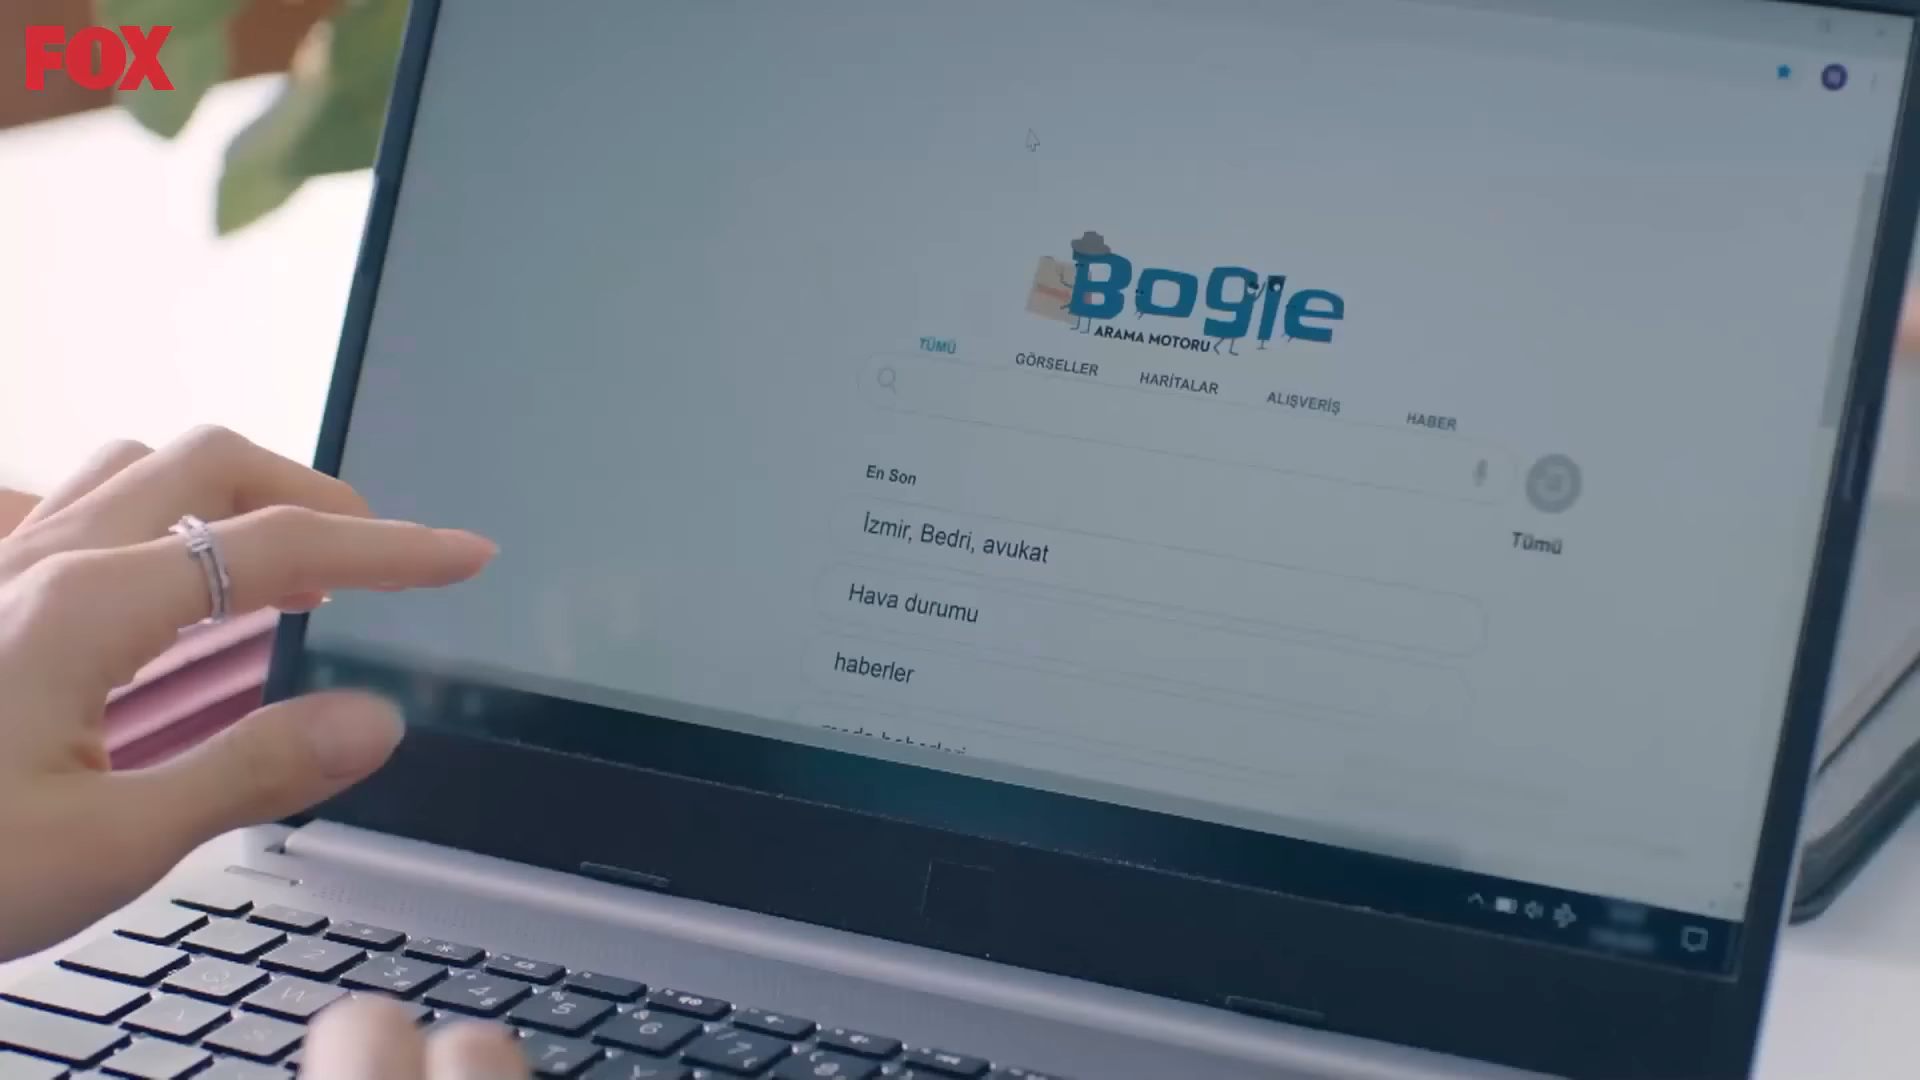 FOX
Bogle
ARAMA MOTORU
TÜMÜ
GÖRSELLER
HARİTALAR
ALIŞVERİŞ
HABER
En Son
Tümü
İzmir, Bedri, avukat
Hava durumu
haberler